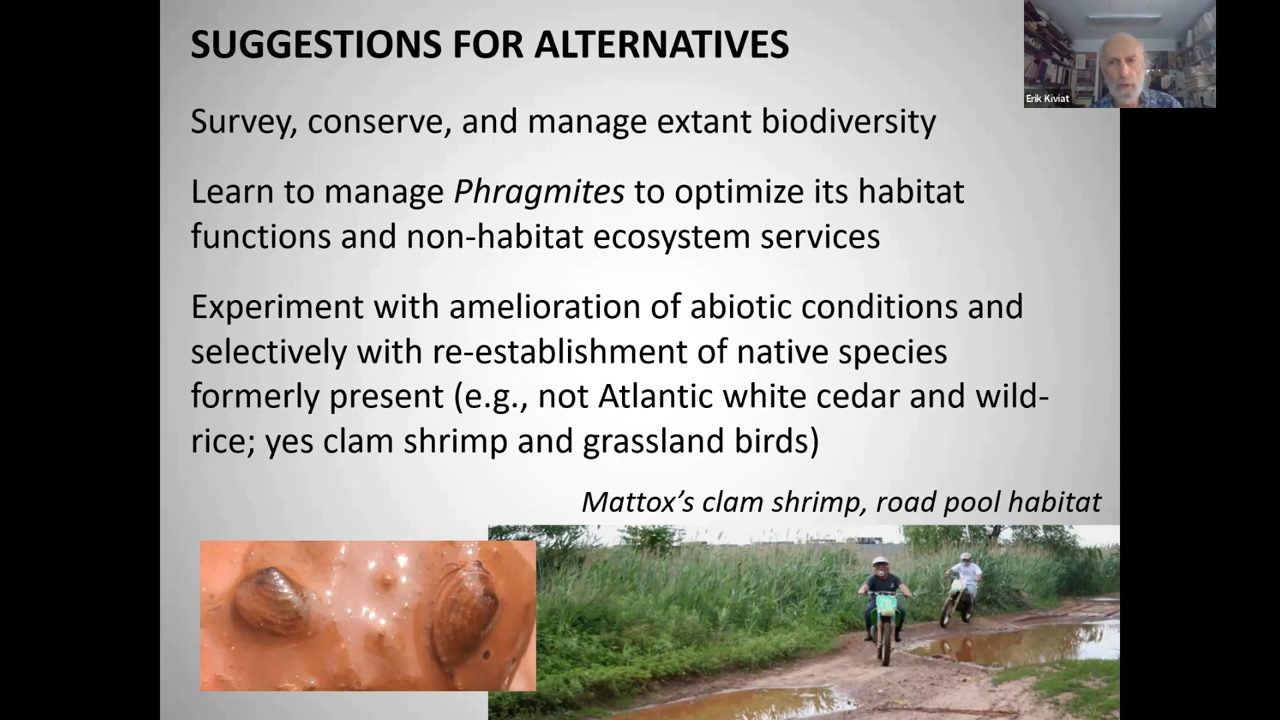 SUGGESTIONS FOR ALTERNATIVES
Erik Kiviat
Survey, conserve, and manage extant biodiversity
Learn to manage Phragmites to optimize its habitat
functions and non-habitat ecosystem services
Experiment with amelioration of abiotic conditions and
selectively with re-establishment of native species
formerly present (e.g., not Atlantic white cedar and wild-
rice; yes clam shrimp and grassland birds)
Mattox's clam shrimp, road pool habitat